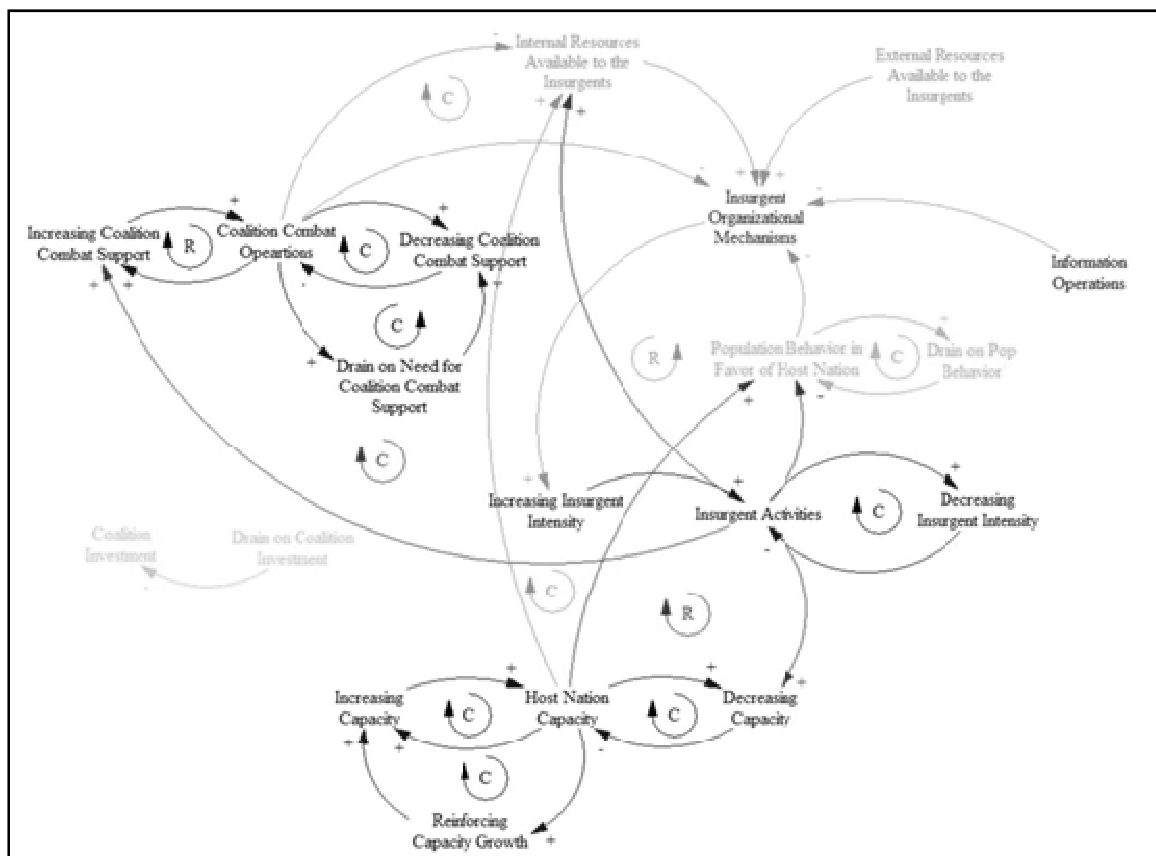 Internal Resources
Available to the
Insurgents
External Resources
Available to the
Insurgents
C
Insurgent
Organizational
Mechanisms
Increasing Coalition
Combat Support
R
Coalition Combat
Opeartions
C
Decreasing Coalition
Combat Support
Information
Operations
C
Drain on Need for
Coalition Combat
Support
R
Population Behavior in
Favor of Host Nation
C
Drain on Pop
Behavior
C
Increasing Insurgent
Intensity
Insurgent Activities
C
Decreasing
Insurgent Intensity
Coalition
Investment
Drain on Coalition
Investment
C
R
Increasing
Capacity
C
Host Nation
Capacity
C
Decreasing
Capacity
C
Reinforcing
Capacity Growth